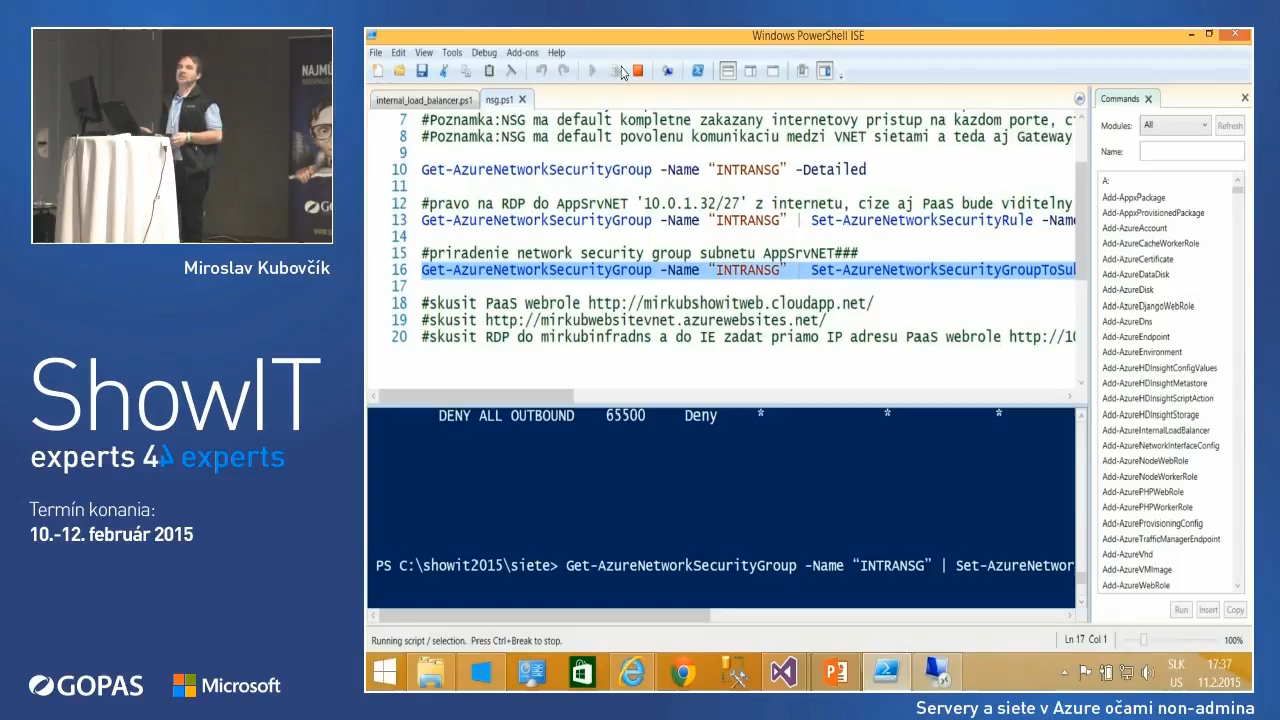 Windows PowerShell ISE
File Edit View Tools Debug Add-ons Help
internal_load_balancer.ps1 nsg.ps1
7 #Poznamka:NSG ma default kompletne zakazany internetovy pristup na kazdom porte, c
8 #Poznamka:NSG ma default povolenu komunikaciu medzi VNET sietami a teda aj Gateway
9
10 Get-AzureNetworkSecurityGroup -Name “INTRANSG” -Detailed
11
12 #pravo na RDP do AppSrvNET '10.0.1.32/27' z internetu, cize aj PaaS bude viditelny
13 Get-AzureNetworkSecurityGroup -Name “INTRANSG” | Set-AzureNetworkSecurityRule -Nam
14
15 #priradenie network security group subnetu AppSrvNET###
16 Get-AzureNetworkSecurityGroup -Name “INTRANSG” | Set-AzureNetworkSecurityGroupToSu
17
18 #skusit PaaS webrole http://mirkubshowitweb.cloudapp.net/
19 #skusit http://mirkubwebsitevnet.azurewebsites.net/
20 #skusit RDP do mirkubinfradns a do IE zadat priamo IP adresu PaaS webrole http://10
DENY ALL OUTBOUND 65500 Deny * * *
PS C:\showit2015\siete> Get-AzureNetworkSecurityGroup -Name “INTRANSG” | Set-AzureNetwor
Running script / selection. Press Ctrl+Break to stop.
Ln 17 Col 1
100%
Commands
Modules: All Refresh
Name:
A:
Add-AppxPackage
Add-AppxProvisionedPackage
Add-AzureAccount
Add-AzureCacheWorkerRole
Add-AzureCertificate
Add-AzureDataDisk
Add-AzureDisk
Add-AzureDjangoWebRole
Add-AzureDns
Add-AzureEndpoint
Add-AzureEnvironment
Add-AzureHDInsightConfigValues
Add-AzureHDInsightMetastore
Add-AzureHDInsightScriptAction
Add-AzureHDInsightStorage
Add-AzureInternalLoadBalancer
Add-AzureNetworkInterfaceConfig
Add-AzureNodeWebRole
Add-AzureNodeWorkerRole
Add-AzurePHPWebRole
Add-AzurePHPWorkerRole
Add-AzureProvisioningConfig
Add-AzureTrafficManagerEndpoint
Add-AzureVhd
Add-AzureVMImage
Add-AzureWebRole
Run Insert Copy
SLK
US
17:37
11.2.2015
NAJMÚ
Miroslav Kubovčík
ShowIT
experts 4 experts
Termín konania:
10.-12. február 2015
GOPAS Microsoft
Servery a siete v Azure očami non-admina